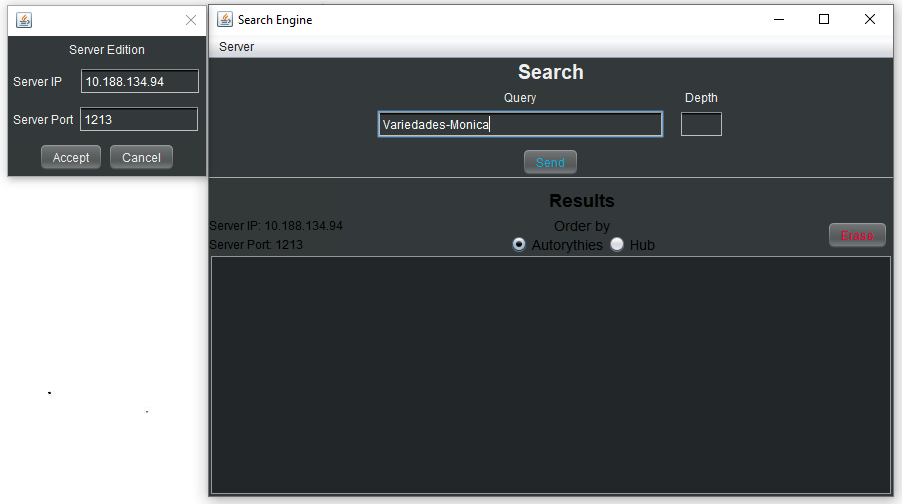 Server Edition
Server IP 10.188.134.94
Server Port 1213
Accept Cancel
Search Engine
Server
Search
Query Depth
Variedades-Monica
Send
Results
Server IP: 10.188.134.94 Order by
Server Port: 1213 Autorythies Hub
Erase